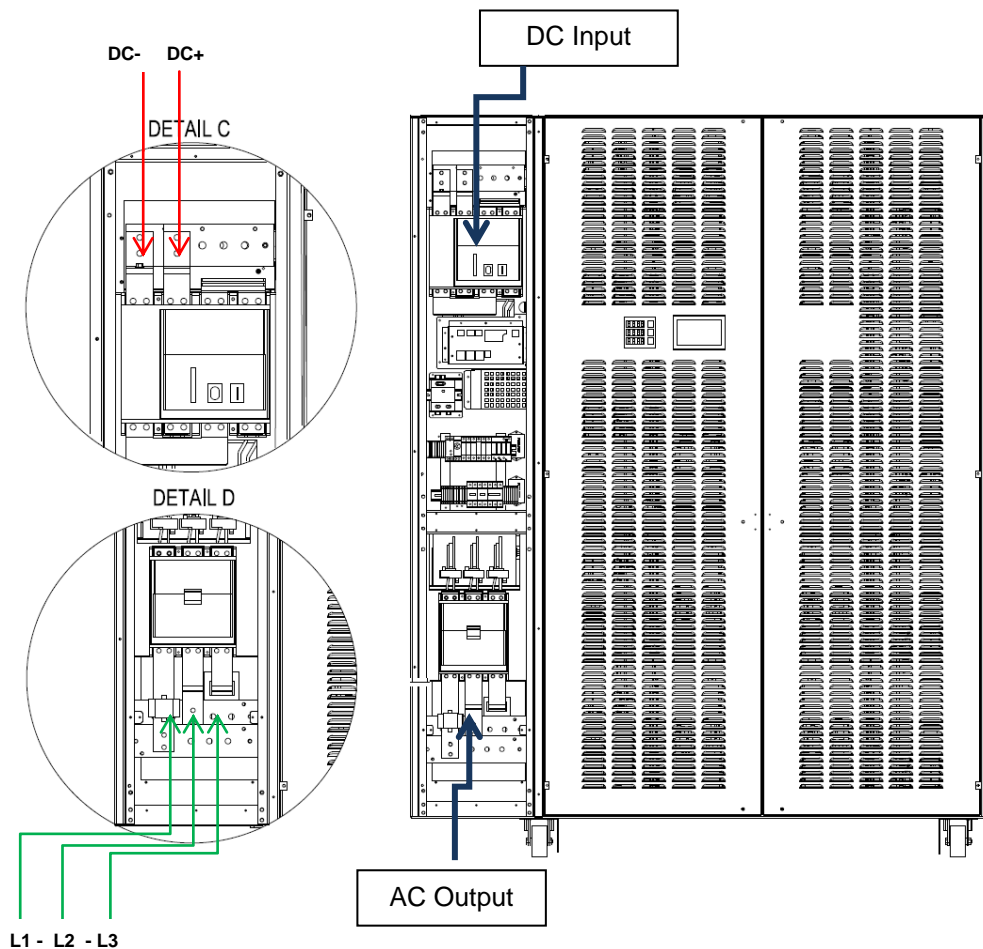 DC Input
DC- DC+
DETAIL C
DETAIL D
AC Output
L1 - L2 - L3